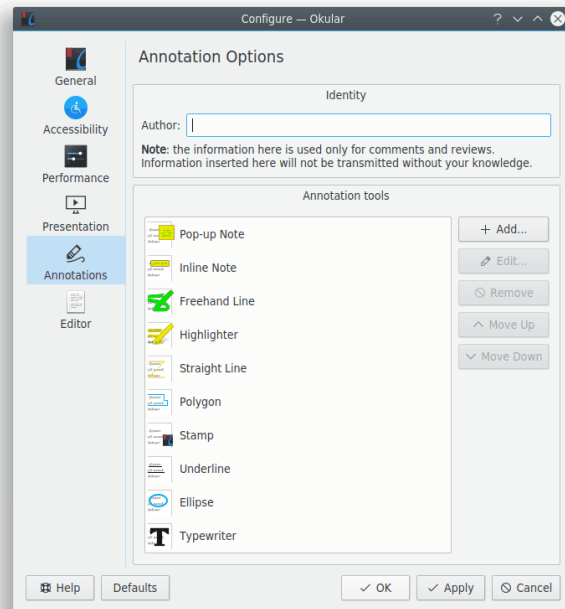 Configure — Okular
General
Accessibility
Performance
Presentation
Annotations
Editor
Annotation Options
Identity
Author:
Note: the information here is used only for comments and reviews.
Information inserted here will not be transmitted without your knowledge.
Annotation tools
Pop-up Note
Inline Note
Freehand Line
Highlighter
Straight Line
Polygon
Stamp
Underline
Ellipse
Typewriter
Add...
Edit...
Remove
Move Up
Move Down
Help
Defaults
OK
Apply
Cancel